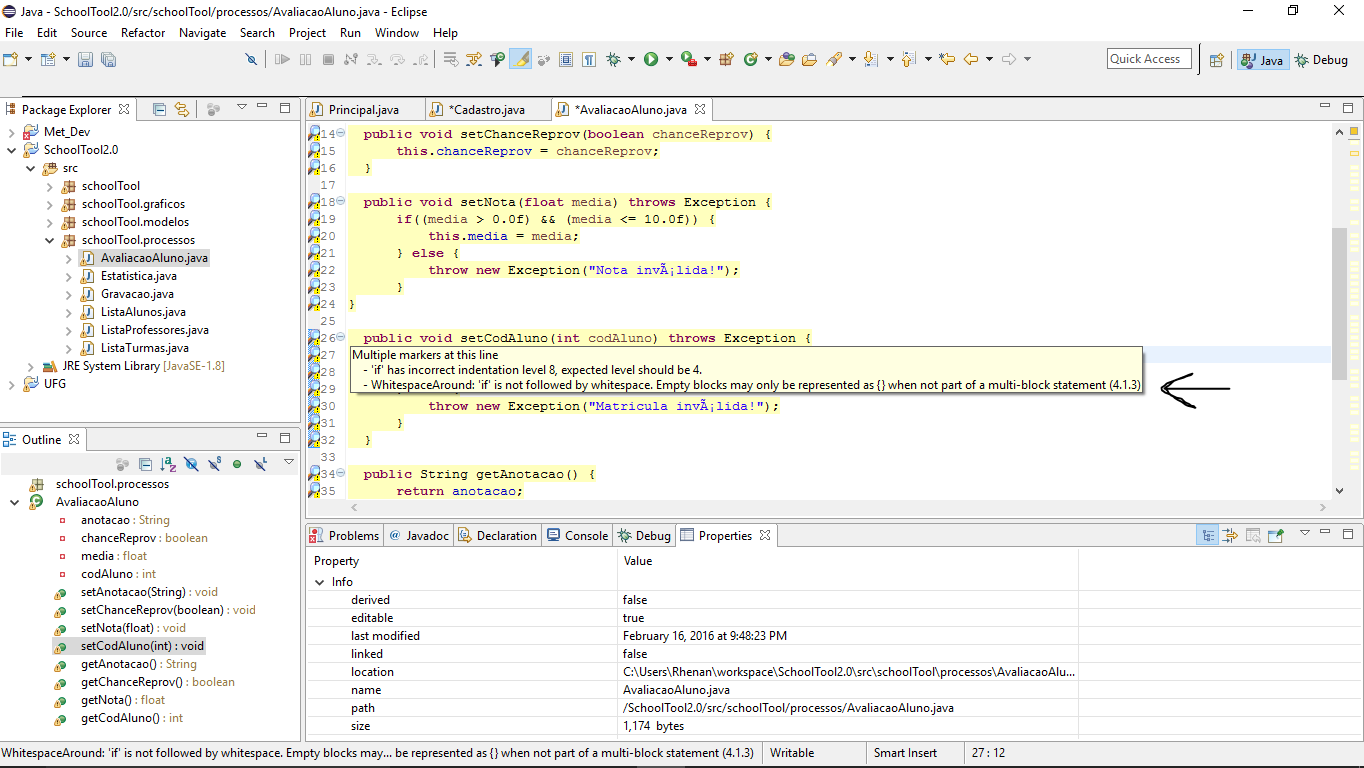 Java - SchoolTool2.0/src/schoolTool/processos/AvaliacaoAluno.java - Eclipse
File Edit Source Refactor Navigate Search Project Run Window Help
Quick Access Java Debug
Package Explorer
Met_Dev
SchoolTool2.0
src
schoolTool
schoolTool.graficos
schoolTool.modelos
schoolTool.processos
AvaliacaoAluno.java
Estatistica.java
Gravacao.java
ListaAlunos.java
ListaProfessores.java
ListaTurmas.java
JRE System Library [JavaSE-1.8]
UFG
Principal.java *Cadastro.java *AvaliacaoAluno.java
14 public void setChanceReprov(boolean chanceReprov) {
15 this.chanceReprov = chanceReprov;
16 }
17
18 public void setNota(float media) throws Exception {
19 if((media > 0.0f) && (media <= 10.0f)) {
20 this.media = media;
21 } else {
22 throw new Exception("Nota invÃ¡lida!");
23 }
24 }
25
26 public void setCodAluno(int codAluno) throws Exception {
27
28
29
30 throw new Exception("Matricula invÃ¡lida!");
31 }
32 }
33
34 public String getAnotacao() {
35 return anotacao;
Multiple markers at this line
- 'if' has incorrect indentation level 8, expected level should be 4.
- WhitespaceAround: 'if' is not followed by whitespace. Empty blocks may only be represented as {} when not part of a multi-block statement (4.1.3)
Outline
schoolTool.processos
AvaliacaoAluno
anotacao : String
chanceReprov : boolean
media : float
codAluno : int
setAnotacao(String) : void
setChanceReprov(boolean) : void
setNota(float) : void
setCodAluno(int) : void
getAnotacao() : String
getChanceReprov() : boolean
getNota() : float
getCodAluno() : int
Problems @ Javadoc Declaration Console Debug Properties
Property Value
Info
derived false
editable true
last modified February 16, 2016 at 9:48:23 PM
linked false
location C:\Users\Rhenan\workspace\SchoolTool2.0\src\schoolTool\processos\AvaliacaoAlu...
name AvaliacaoAluno.java
path /SchoolTool2.0/src/schoolTool/processos/AvaliacaoAluno.java
size 1,174 bytes
WhitespaceAround: 'if' is not followed by whitespace. Empty blocks may... be represented as {} when not part of a multi-block statement (4.1.3) Writable Smart Insert 27 : 12